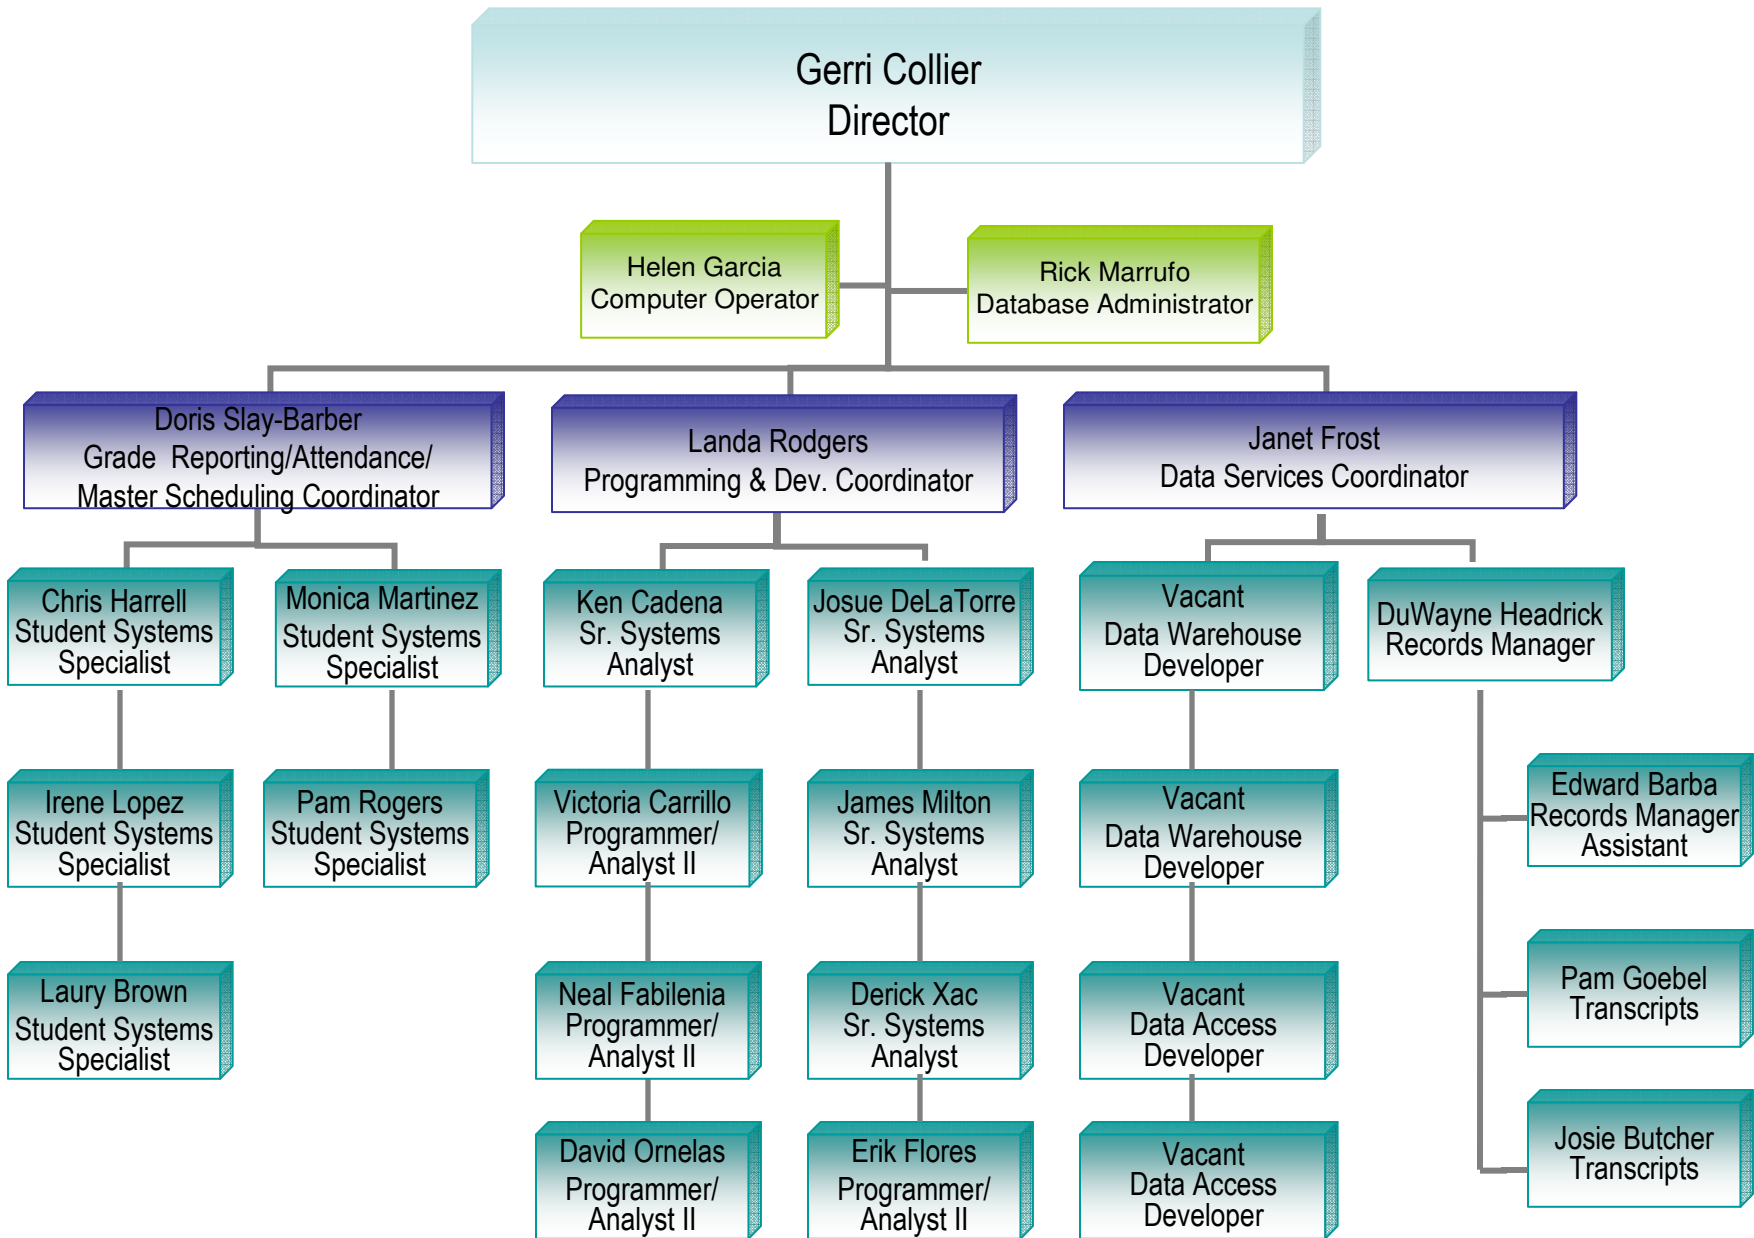 Gerri Collier
Director
Helen Garcia
Computer Operator
Rick Marrufo
Database Administrator
Doris Slay-Barber
Grade Reporting/Attendance/
Master Scheduling Coordinator
Landa Rodgers
Programming & Dev. Coordinator
Janet Frost
Data Services Coordinator
Chris Harrell
Student Systems
Specialist
Monica Martinez
Student Systems
Specialist
Ken Cadena
Sr. Systems
Analyst
Josue DeLaTorre
Sr. Systems
Analyst
Vacant
Data Warehouse
Developer
DuWayne Headrick
Records Manager
Irene Lopez
Student Systems
Specialist
Pam Rogers
Student Systems
Specialist
Victoria Carrillo
Programmer/
Analyst II
James Milton
Sr. Systems
Analyst
Vacant
Data Warehouse
Developer
Edward Barba
Records Manager
Assistant
Laury Brown
Student Systems
Specialist
Neal Fabilenia
Programmer/
Analyst II
Derick Xac
Sr. Systems
Analyst
Vacant
Data Access
Developer
Pam Goebel
Transcripts
David Ornelas
Programmer/
Analyst II
Erik Flores
Programmer/
Analyst II
Vacant
Data Access
Developer
Josie Butcher
Transcripts